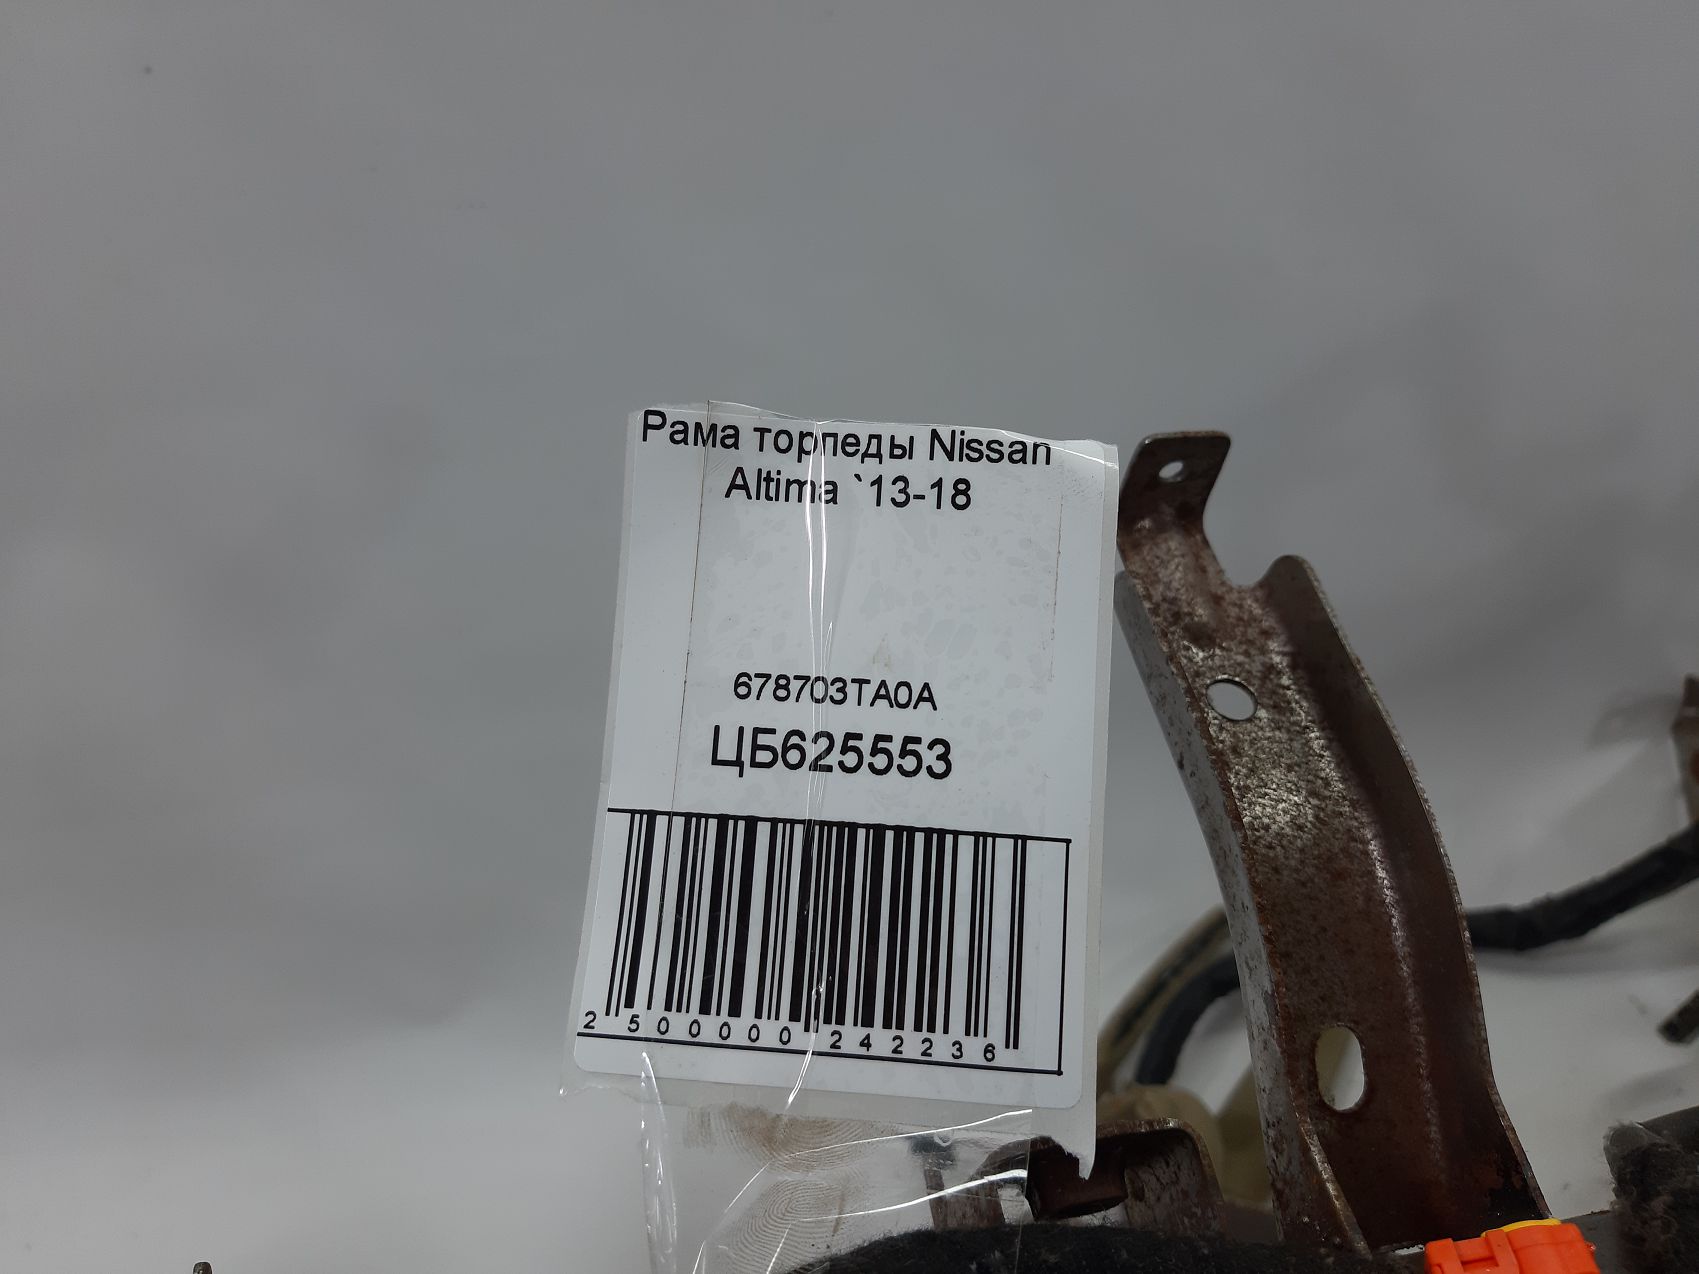 Рама торпеды Nissan
Altima `13-18
678703TA0A
ЦБ625553
2 500000 242236